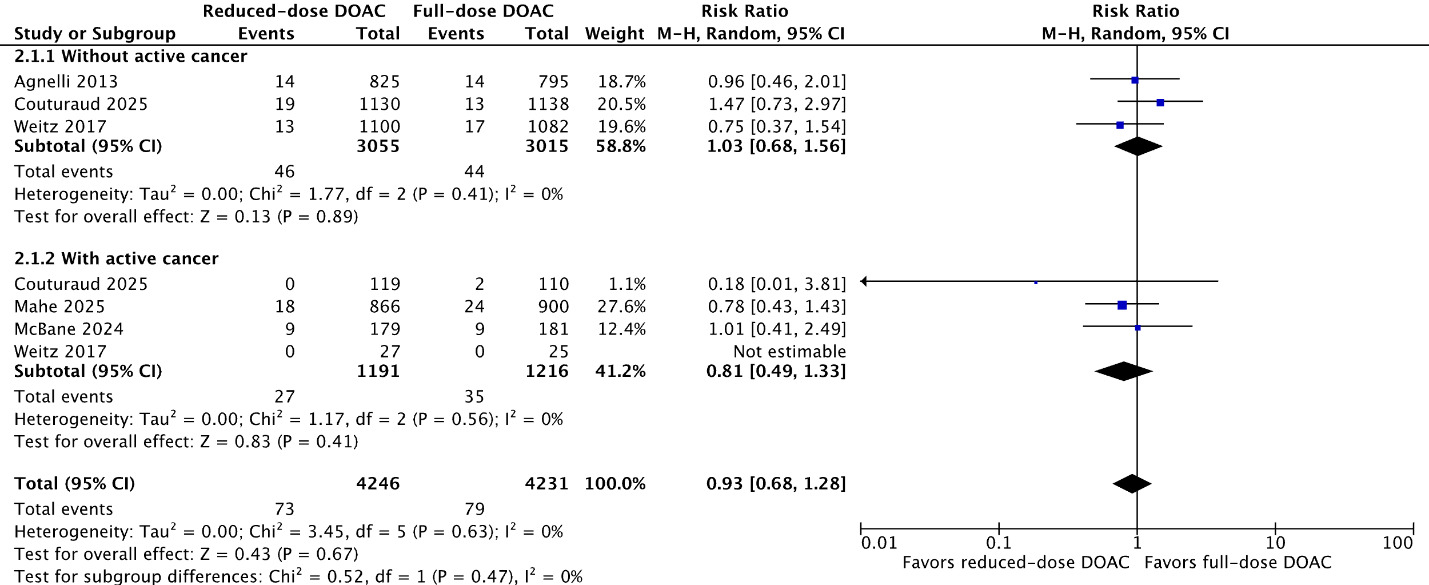 Reduced-dose DOAC Full-dose DOAC Risk Ratio Risk Ratio
Study or Subgroup Events Total Events Total Weight M-H, Random, 95% CI M-H, Random, 95% CI
2.1.1 Without active cancer
Agnelli 2013 14 825 14 795 18.7% 0.96 [0.46, 2.01]
Couturaud 2025 19 1130 13 1138 20.5% 1.47 [0.73, 2.97]
Weitz 2017 13 1100 17 1082 19.6% 0.75 [0.37, 1.54]
Subtotal (95% CI) 3055 3015 58.8% 1.03 [0.68, 1.56]
Total events 46 44
Heterogeneity: Tau² = 0.00; Chi² = 1.77, df = 2 (P = 0.41); I² = 0%
Test for overall effect: Z = 0.13 (P = 0.89)
2.1.2 With active cancer
Couturaud 2025 0 119 2 110 1.1% 0.18 [0.01, 3.81]
Mahe 2025 18 866 24 900 27.6% 0.78 [0.43, 1.43]
McBane 2024 9 179 9 181 12.4% 1.01 [0.41, 2.49]
Weitz 2017 0 27 0 25 Not estimable
Subtotal (95% CI) 1191 1216 41.2% 0.81 [0.49, 1.33]
Total events 27 35
Heterogeneity: Tau² = 0.00; Chi² = 1.17, df = 2 (P = 0.56); I² = 0%
Test for overall effect: Z = 0.83 (P = 0.41)
Total (95% CI) 4246 4231 100.0% 0.93 [0.68, 1.28]
Total events 73 79
Heterogeneity: Tau² = 0.00; Chi² = 3.45, df = 5 (P = 0.63); I² = 0%
Test for overall effect: Z = 0.43 (P = 0.67)
Test for subgroup differences: Chi² = 0.52, df = 1 (P = 0.47), I² = 0%
0.01 0.1 1 10 100
Favors reduced-dose DOAC Favors full-dose DOAC